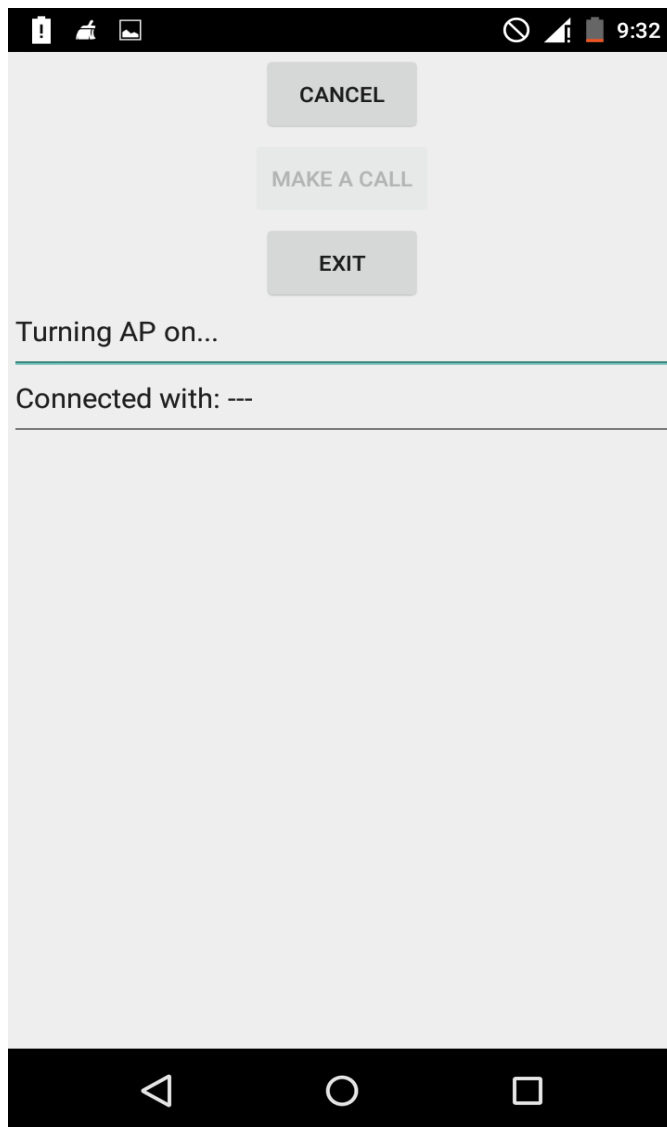 9:32
CANCEL
MAKE A CALL
EXIT
Turning AP on...
Connected with: ---